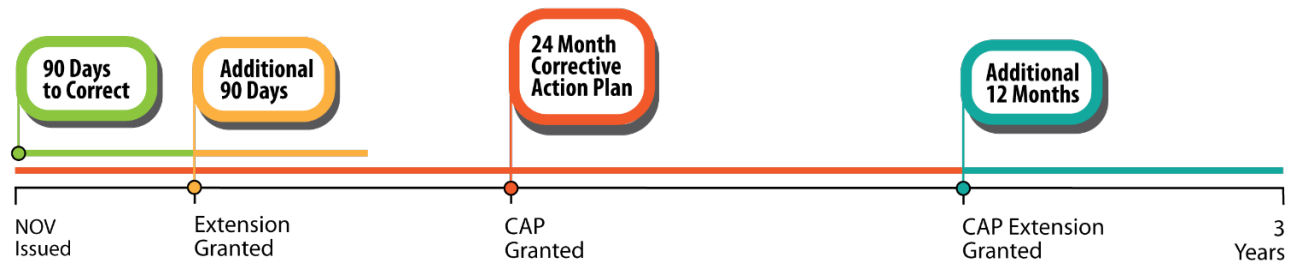 90 Days
to Correct
Additional
90 Days
24 Month
Corrective
Action Plan
Additional
12 Months
NOV
Issued
Extension
Granted
CAP
Granted
CAP Extension
Granted
3
Years